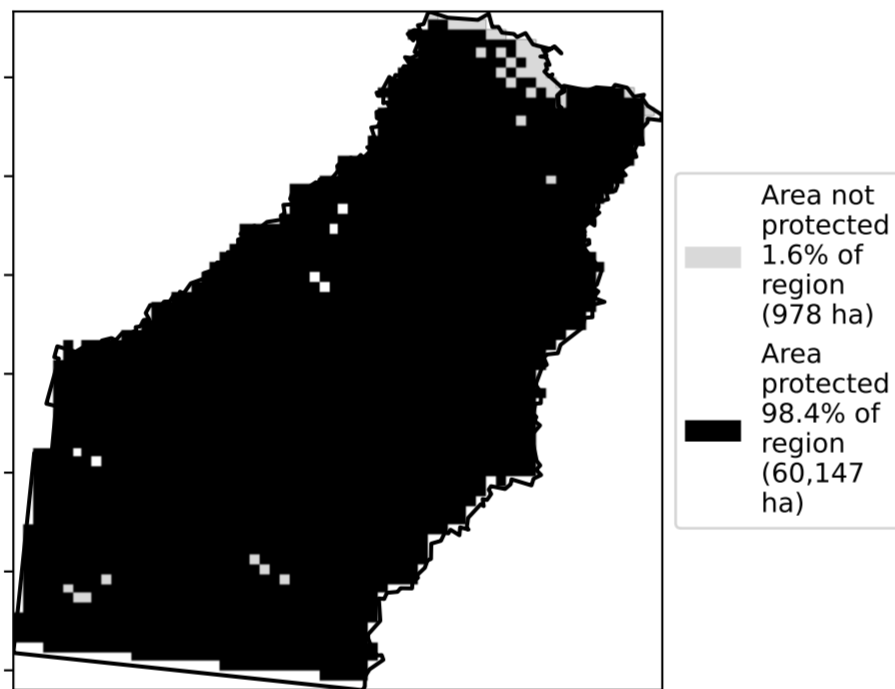 Area not
protected
1.6% of
region
(978 ha)
Area
protected
98.4% of
region
(60,147
ha)